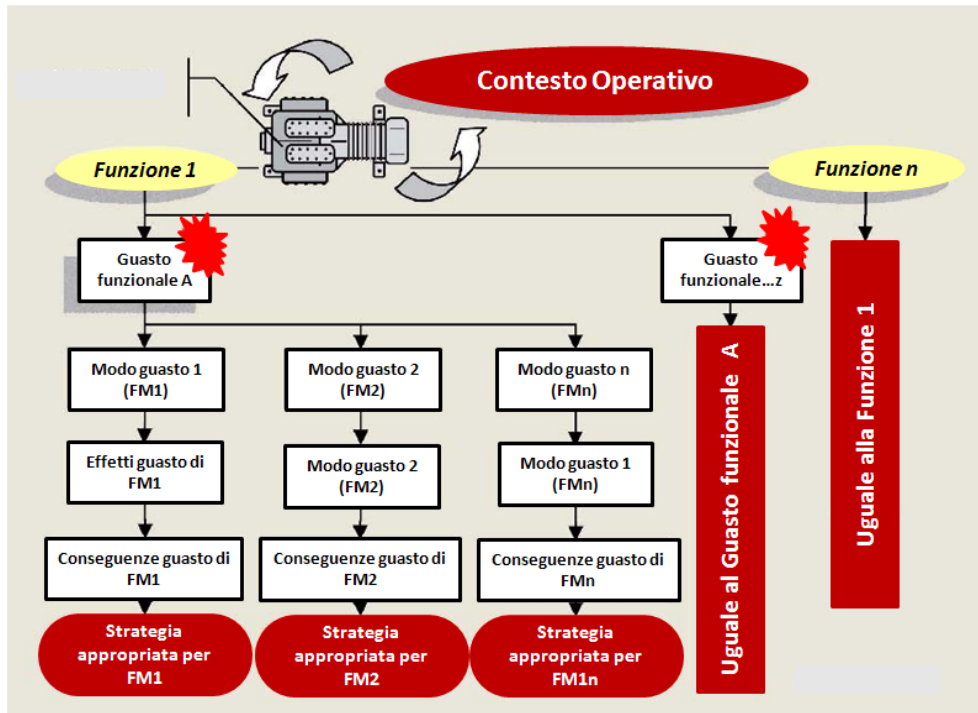 Contesto Operativo
Funzione 1
Funzione n
Guasto
funzionale A
Guasto
funzionale...z
Modo guasto 1
(FM1)
Modo guasto 2
(FM2)
Modo guasto n
(FMn)
Effetti guasto di
FM1
Modo guasto 2
(FM2)
Modo guasto 1
(FMn)
Conseguenze guasto di
FM1
Conseguenze guasto di
FM2
Conseguenze guasto di
FMn
Strategia
appropriata per
FM1
Strategia
appropriata per
FM2
Strategia
appropriata per
FM1n
Uguale al Guasto funzionale A
Uguale alla Funzione 1